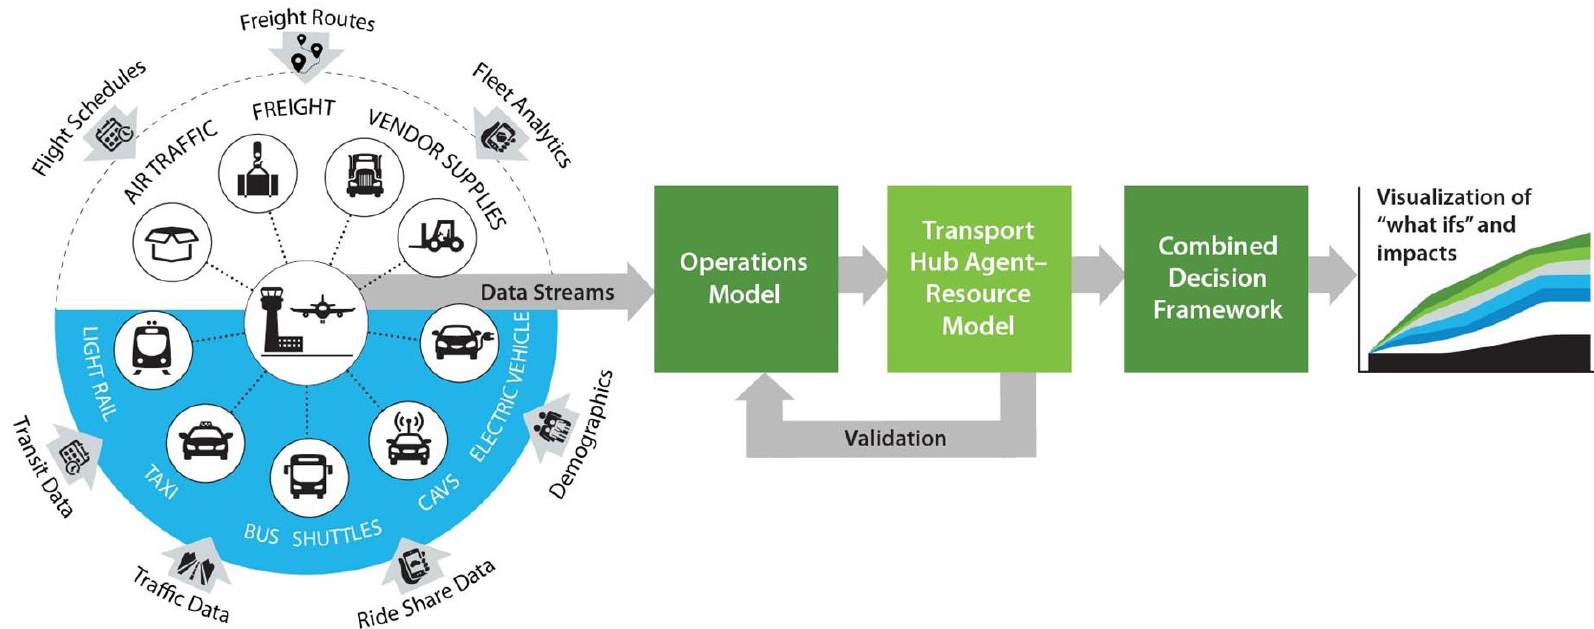 Freight Routes
Flight Schedules
Fleet Analytics
AIR TRAFFIC
FREIGHT
VENDOR SUPPLIES
Data Streams
LIGHT RAIL
TAXI
BUS SHUTTLES
CAVS
ELECTRIC VEHICLE
Transit Data
Traffic Data
Ride Share Data
Demographics
Operations
Model
Transport
Hub Agent–
Resource
Model
Validation
Combined
Decision
Framework
Visualization of
“what ifs” and
impacts